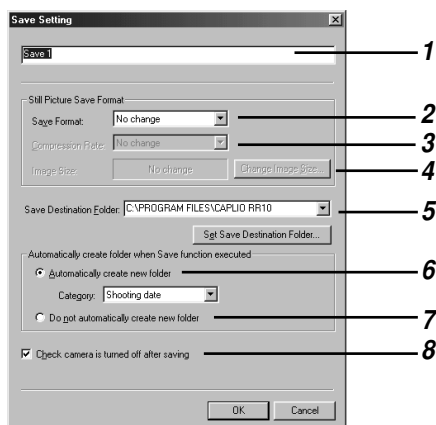 Save Setting
Save 1
1
Still Picture Save Format
Save Format: No change
2
Compression Rate: No change
3
Image Size: No change Change Image Size...
4
Save Destination Folder: C:\PROGRAM FILES\CAPLIO RR10
5
Set Save Destination Folder...
Automatically create folder when Save function executed
Automatically create new folder
6
Category: Shooting date
Do not automatically create new folder
7
Check camera is turned off after saving
8
OK Cancel